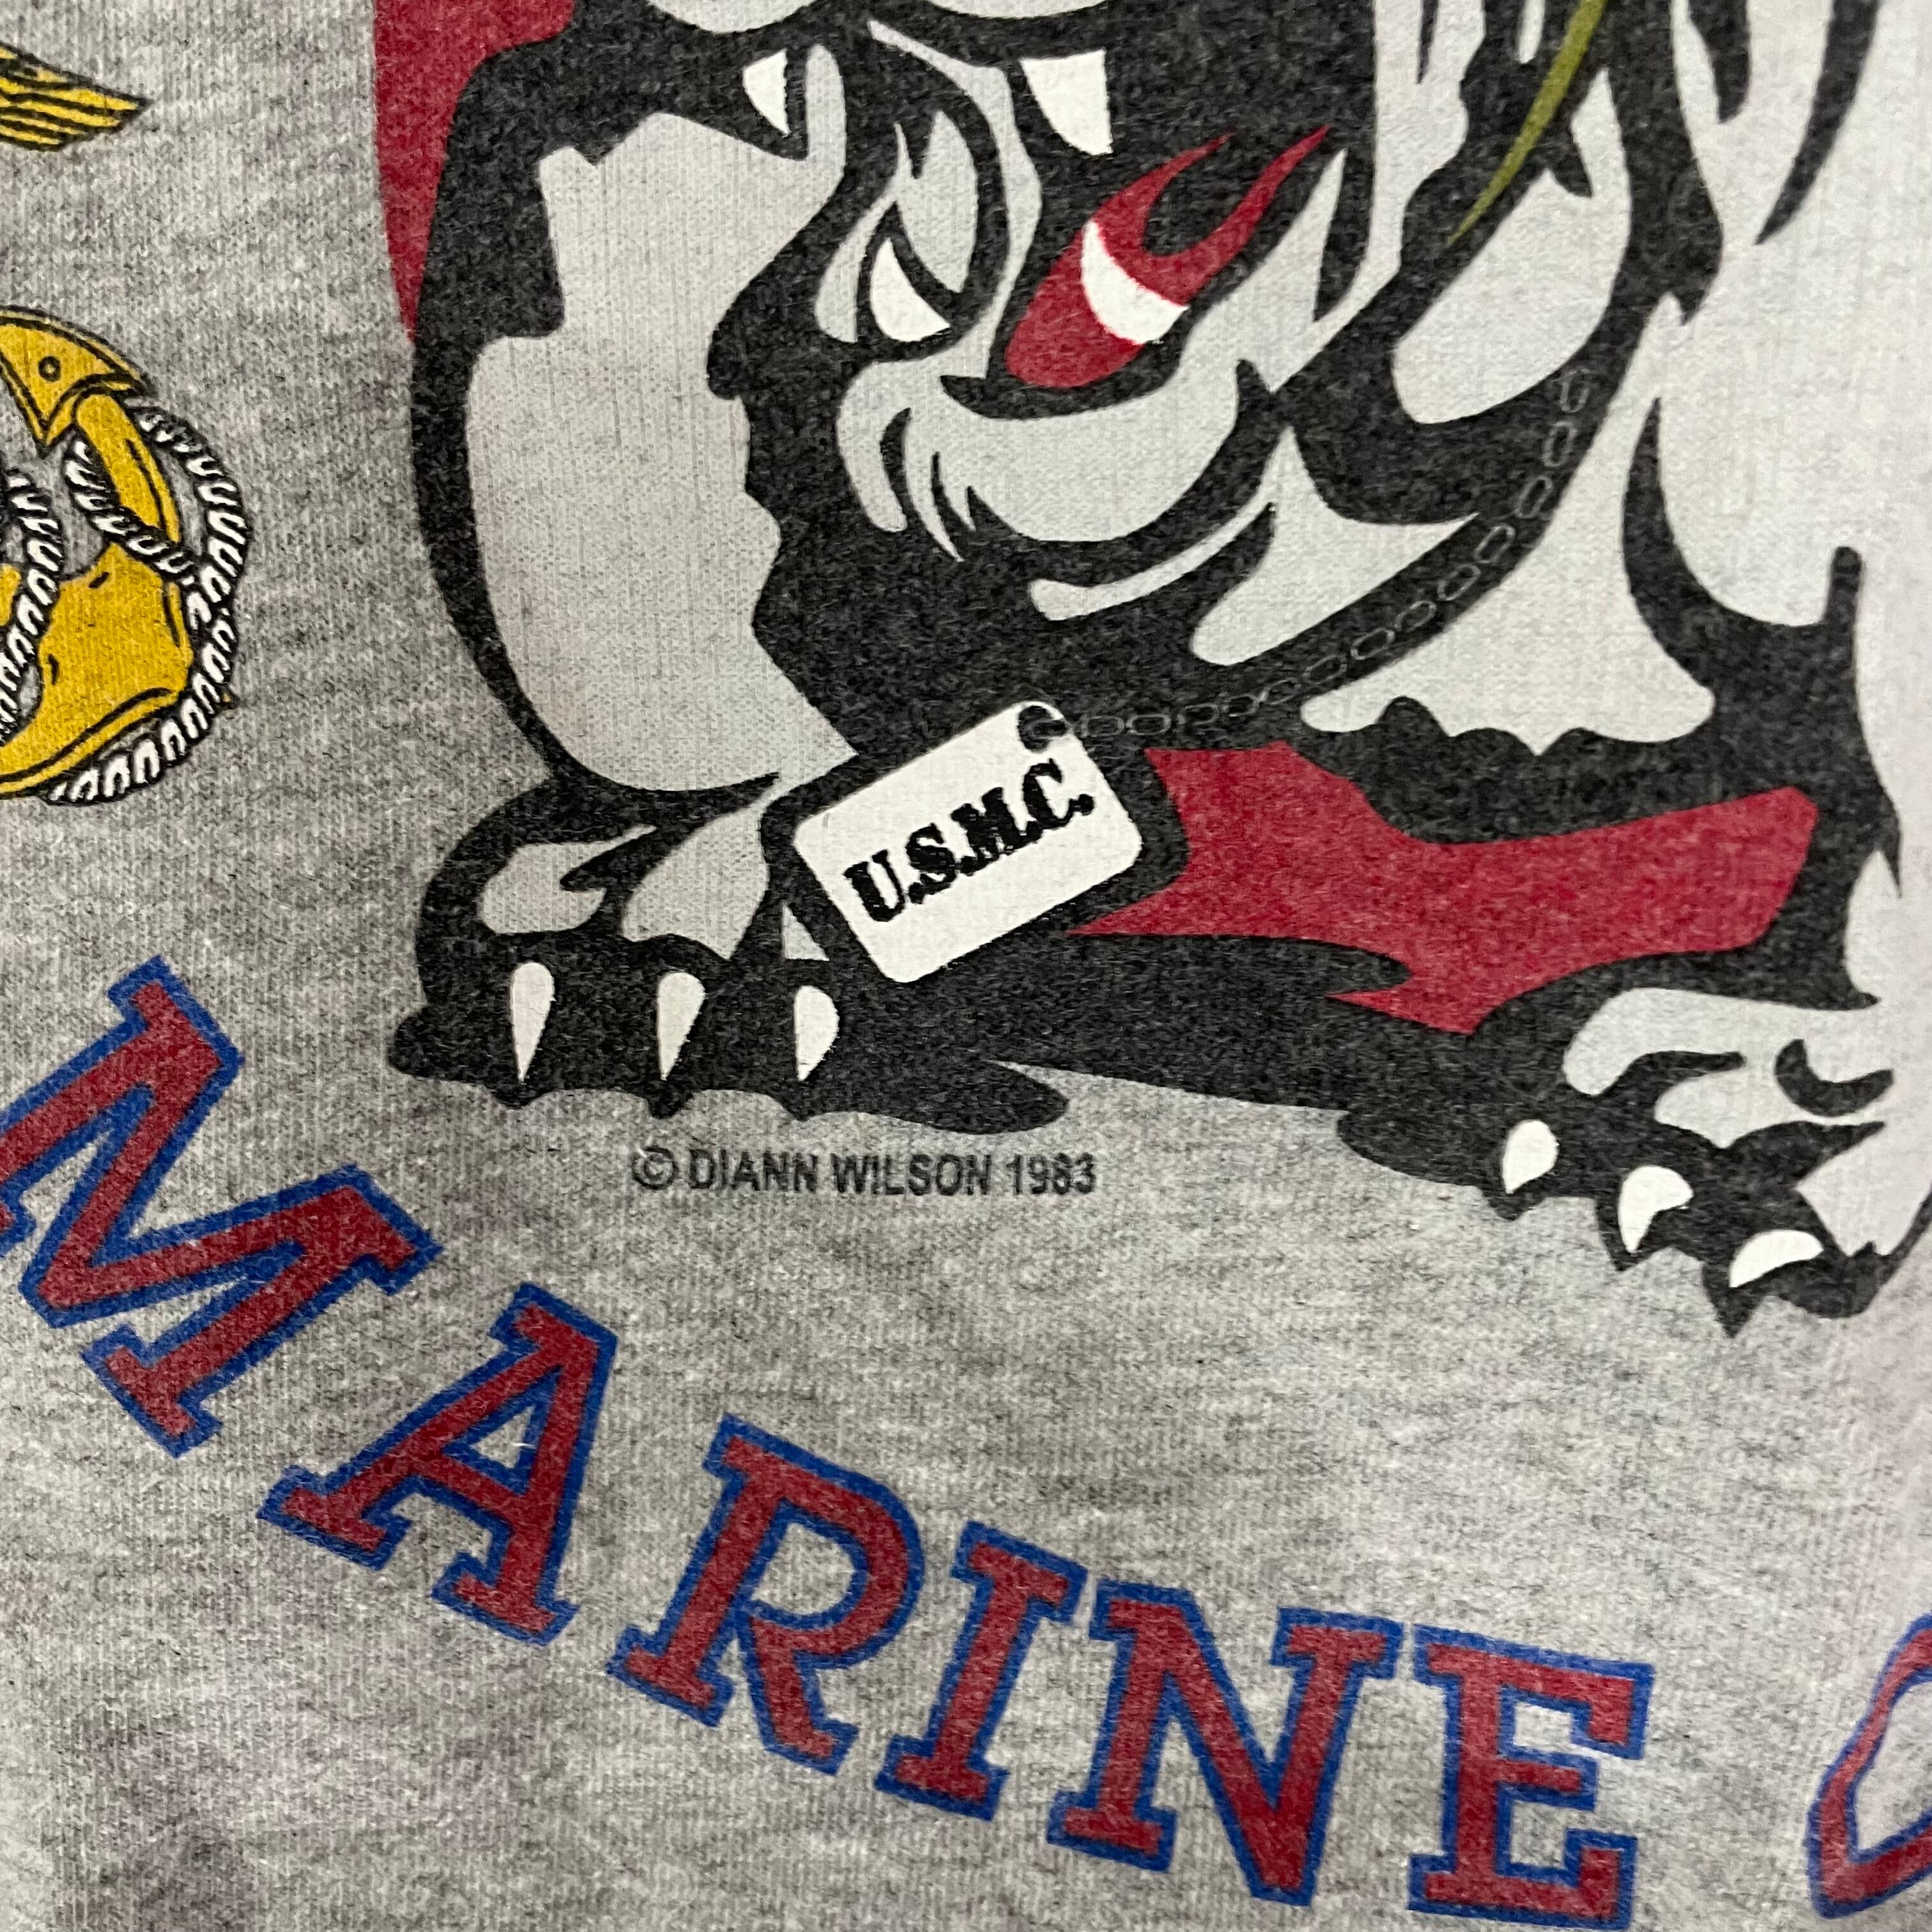 U.S.M.C.
© DIANN WILSON 1983
MARINE